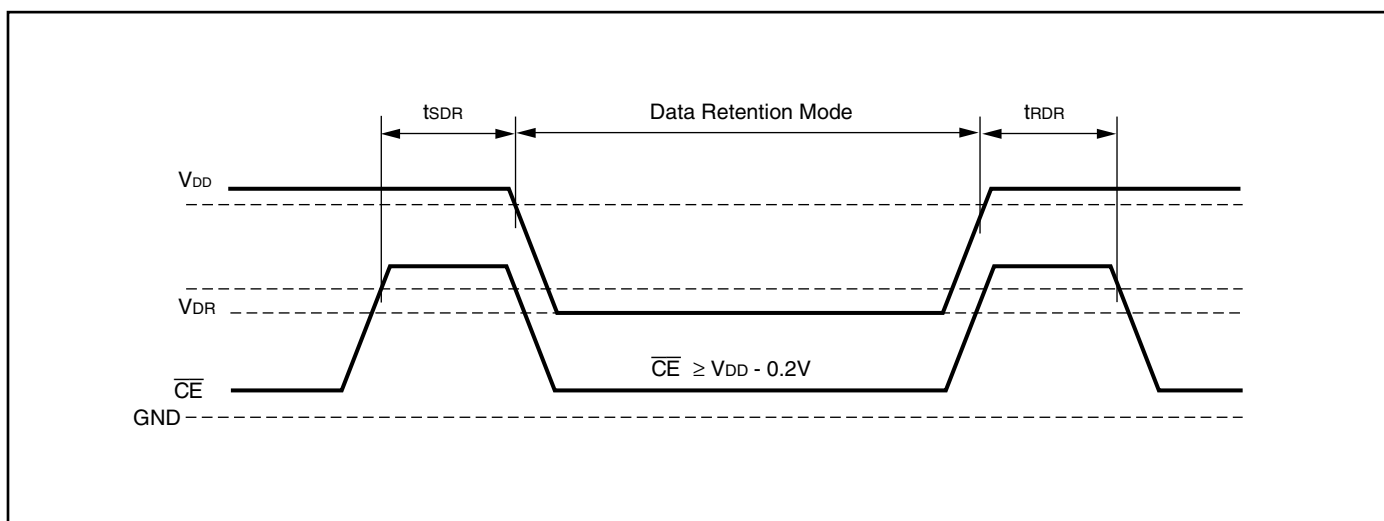 tSDR Data Retention Mode tRDR
VDD
VDR
CE ≥ VDD - 0.2V
CE
GND